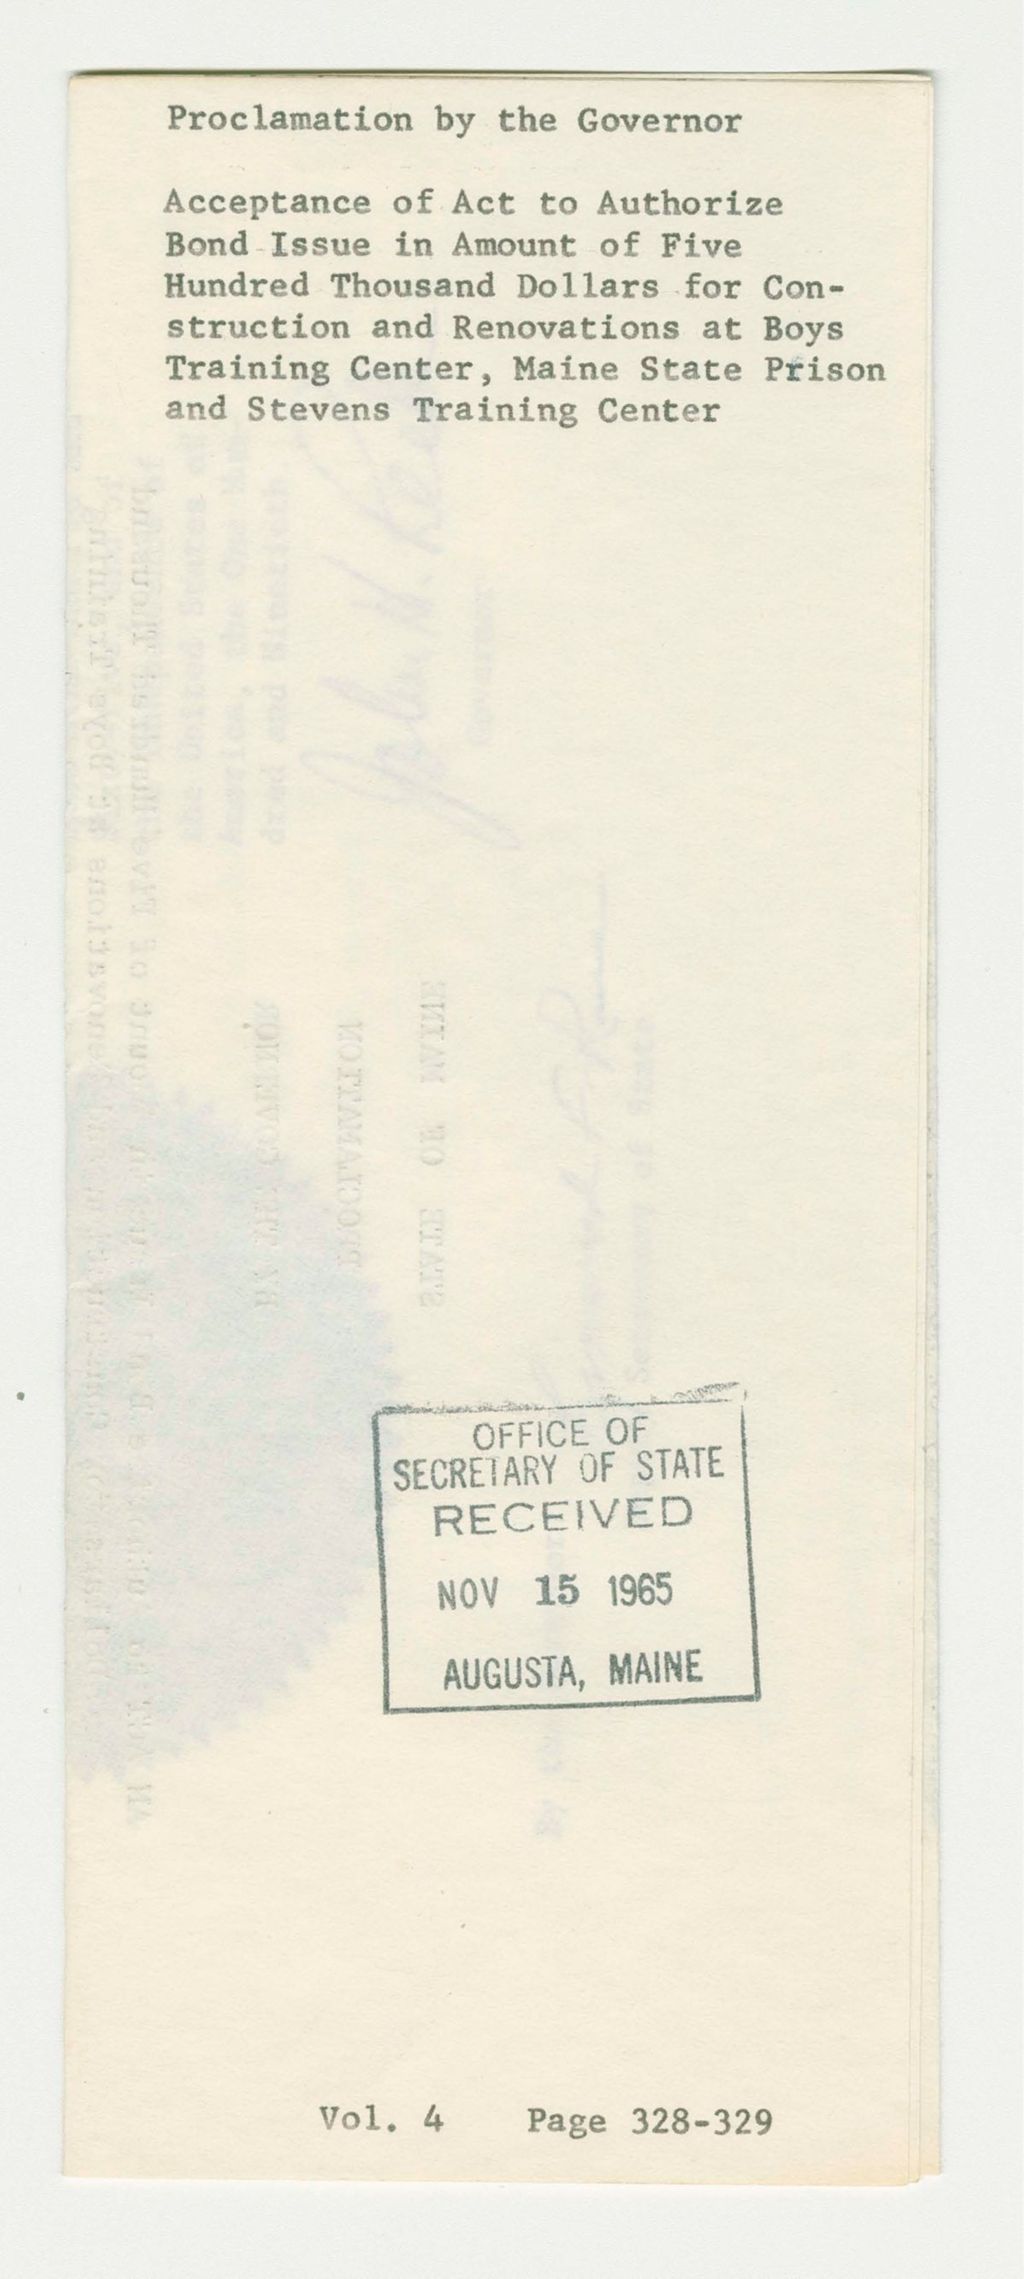 Proclamation by the Governor
Acceptance of Act to Authorize
Bond Issue in Amount of Five
Hundred Thousand Dollars for Con-
struction and Renovations at Boys
Training Center, Maine State Prison
and Stevens Training Center
OFFICE OF
SECRETARY OF STATE
RECEIVED
NOV 15 1965
AUGUSTA, MAINE
Vol. 4 Page 328-329